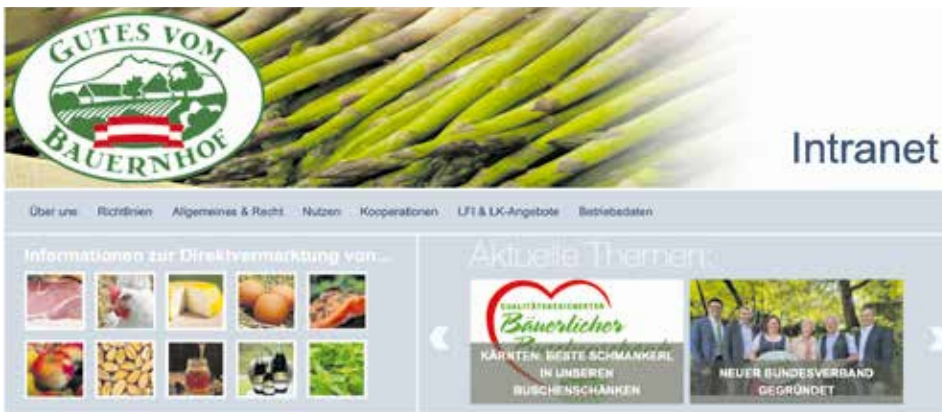 GUTES VOM
BAUERNHOF
Intranet
Über uns Richtlinien Allgemeines & Recht Nutzen Kooperationen LFI & LK-Angebote Betriebsdaten
Informationen zur Direktvermarktung von...
Aktuelle Themen:
QUALITÄTSGESICHERTER
Bäuerlicher
KÄRNTEN: BESTE SCHMANKERL
IN UNSEREN
BUSCHENSCHÄNKEN
NEUER BUNDESVERBAND
GEGRÜNDET